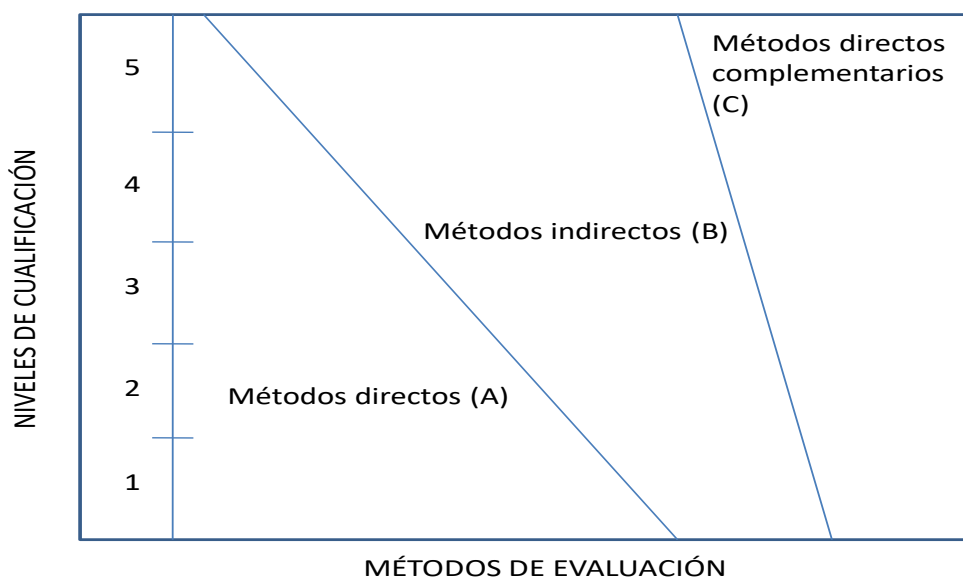 NIVELES DE CUALIFICACIÓN
5
4
3
2
1
Métodos directos
complementarios
(C)
Métodos indirectos (B)
Métodos directos (A)
MÉTODOS DE EVALUACIÓN